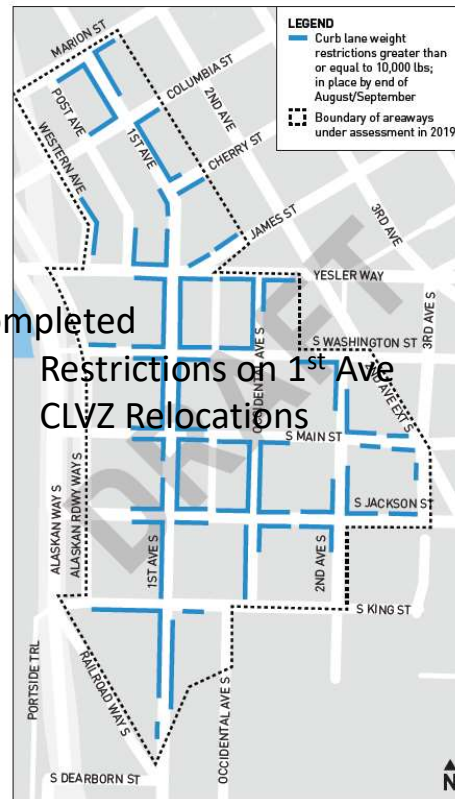 LEGEND
Curb lane weight
restrictions greater than
or equal to 10,000 lbs;
in place by end of
August/September
Boundary of areaways
under assessment in 2019
MARION ST
POST AVE
COLUMBIA ST
2ND AVE
WESTERN AVE
1ST AVE
CHERRY ST
JAMES ST
3RD AVE
YESLER WAY
3RD AVE S
S WASHINGTON ST
OCCIDENTAL AVE S
2ND AVE EXT S
ompleted
Restrictions on 1st Ave
CLVZ Relocations
DRAFT
S MAIN ST
S JACKSON ST
ALASKAN WAY S
ALASKAN RDWY WAY S
1ST AVE S
2ND AVE S
S KING ST
PORTSIDE TRL
RAILROAD WAY S
OCCIDENTAL AVE S
S DEARBORN ST
N